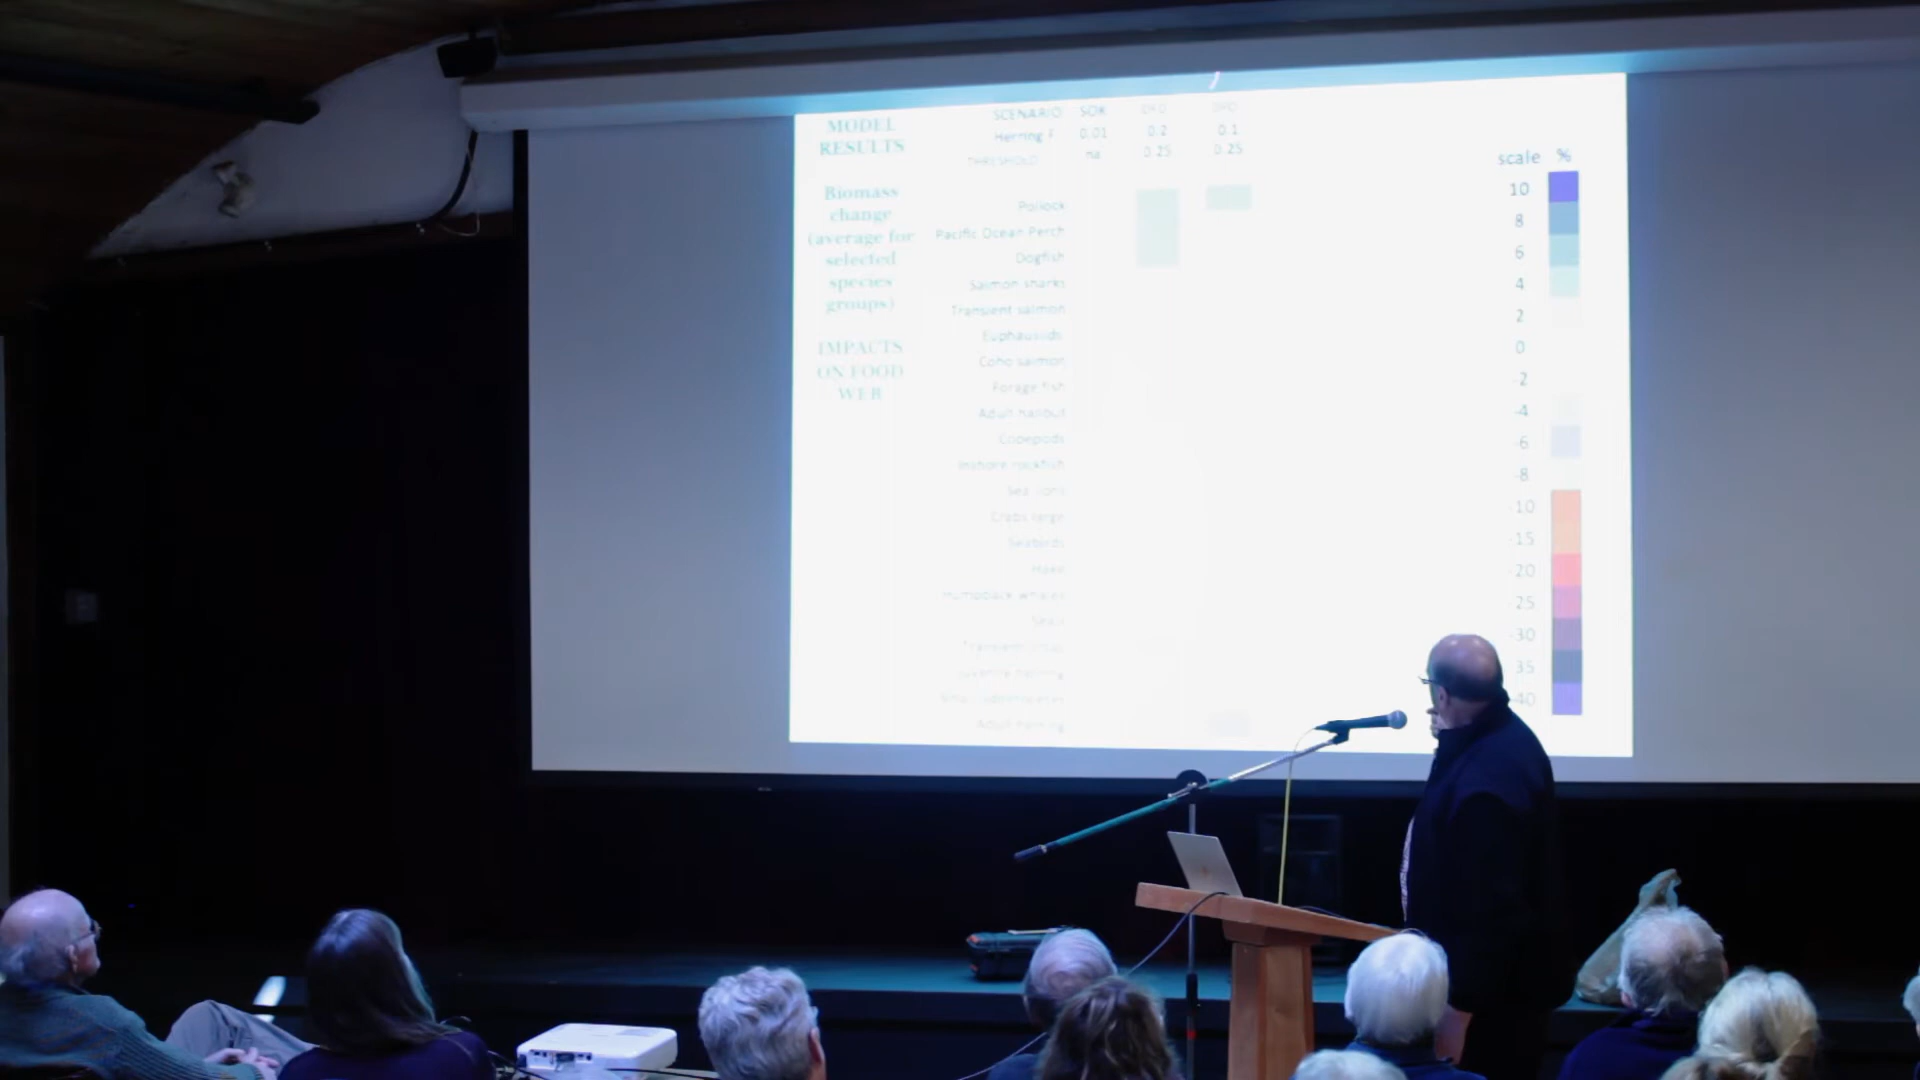 MODEL
RESULTS
Biomass
change
(average for
selected
species
groups)
IMPACTS
ON FOOD
WEB
SCENARIO SOK DFO DFO
Herring F 0.01 0.2 0.1
THRESHOLD na 0.25 0.25
Pollock
Pacific Ocean Perch
Dogfish
Salmon sharks
Transient salmon
Euphausiids
Coho salmon
Forage fish
Adult halibut
Copepods
Inshore rockfish
Sea lions
Crabs large
Seabirds
Hake
Humpback whales
Seals
Juvenile herring
Adult herring
scale %
10
8
6
4
2
0
-2
-4
-6
-8
-10
-15
-20
-25
-30
35
-40